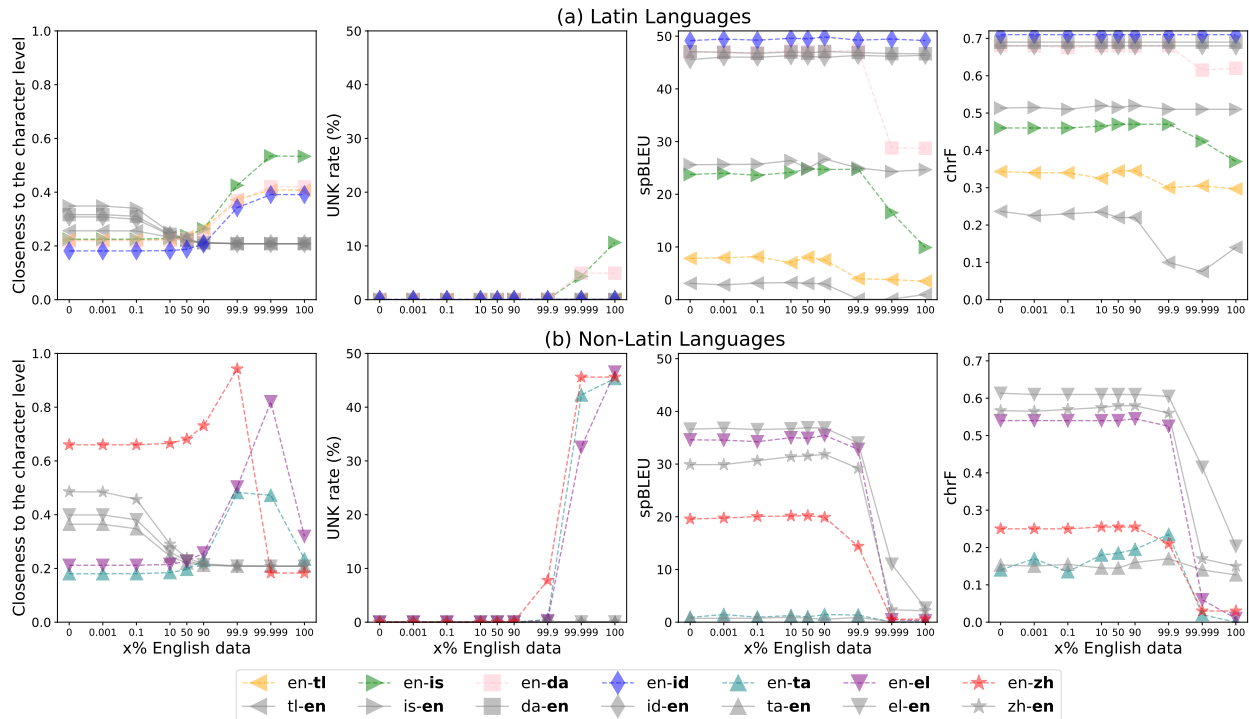 (a) Latin Languages
Closeness to the character level
1.0
0.8
0.6
0.4
0.2
0.0
0 0.001 0.1 10 50 90 99.9 99.999 100
UNK rate (%)
50
40
30
20
10
0
0 0.001 0.1 10 50 90 99.9 99.999 100
spBLEU
50
40
30
20
10
0
0 0.001 0.1 10 50 90 99.9 99.999 100
chrF
0.7
0.6
0.5
0.4
0.3
0.2
0.1
0.0
0 0.001 0.1 10 50 90 99.9 99.999 100
(b) Non-Latin Languages
Closeness to the character level
1.0
0.8
0.6
0.4
0.2
0.0
0 0.001 0.1 10 50 90 99.9 99.999 100
x% English data
UNK rate (%)
50
40
30
20
10
0
0 0.001 0.1 10 50 90 99.9 99.999 100
x% English data
spBLEU
50
40
30
20
10
0
0 0.001 0.1 10 50 90 99.9 99.999 100
x% English data
chrF
0.7
0.6
0.5
0.4
0.3
0.2
0.1
0.0
0 0.001 0.1 10 50 90 99.9 99.999 100
x% English data
en-tl en-is en-da en-id en-ta en-el en-zh
tl-en is-en da-en id-en ta-en el-en zh-en